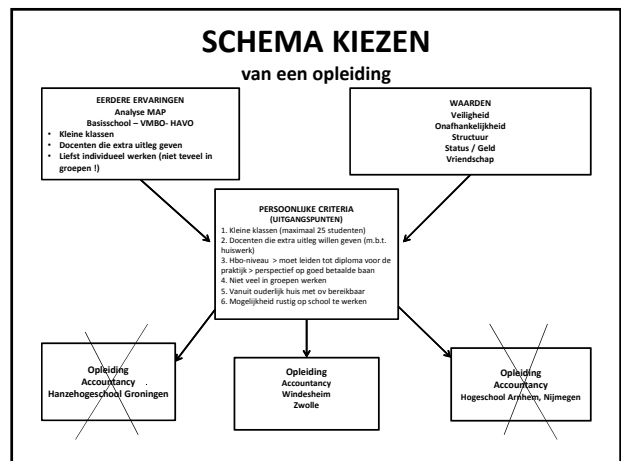 SCHEMA KIEZEN
van een opleiding
EERDERE ERVARINGEN
Analyse MAP
Basisschool – VMBO- HAVO
• Kleine klassen
• Docenten die extra uitleg geven
• Liefst individueel werken (niet teveel in
groepen !)
WAARDEN
Veiligheid
Onafhankelijkheid
Structuur
Status / Geld
Vriendschap
PERSOONLIJKE CRITERIA
(UITGANGSPUNTEN)
1. Kleine klassen (maximaal 25 studenten)
2. Docenten die extra uitleg willen geven (m.b.t.
huiswerk)
3. Hbo-niveau > moet leiden tot diploma voor de
praktijk > perspectief op goed betaalde baan
4. Niet veel in groepen werken
5. Vanuit ouderlijk huis met ov bereikbaar
6. Mogelijkheid rustig op school te werken
Opleiding
Accountancy
Hanzehogeschool Groningen
Opleiding
Accountancy
Windesheim
Zwolle
Opleiding
Accountancy
Hogeschool Arnhem, Nijmegen